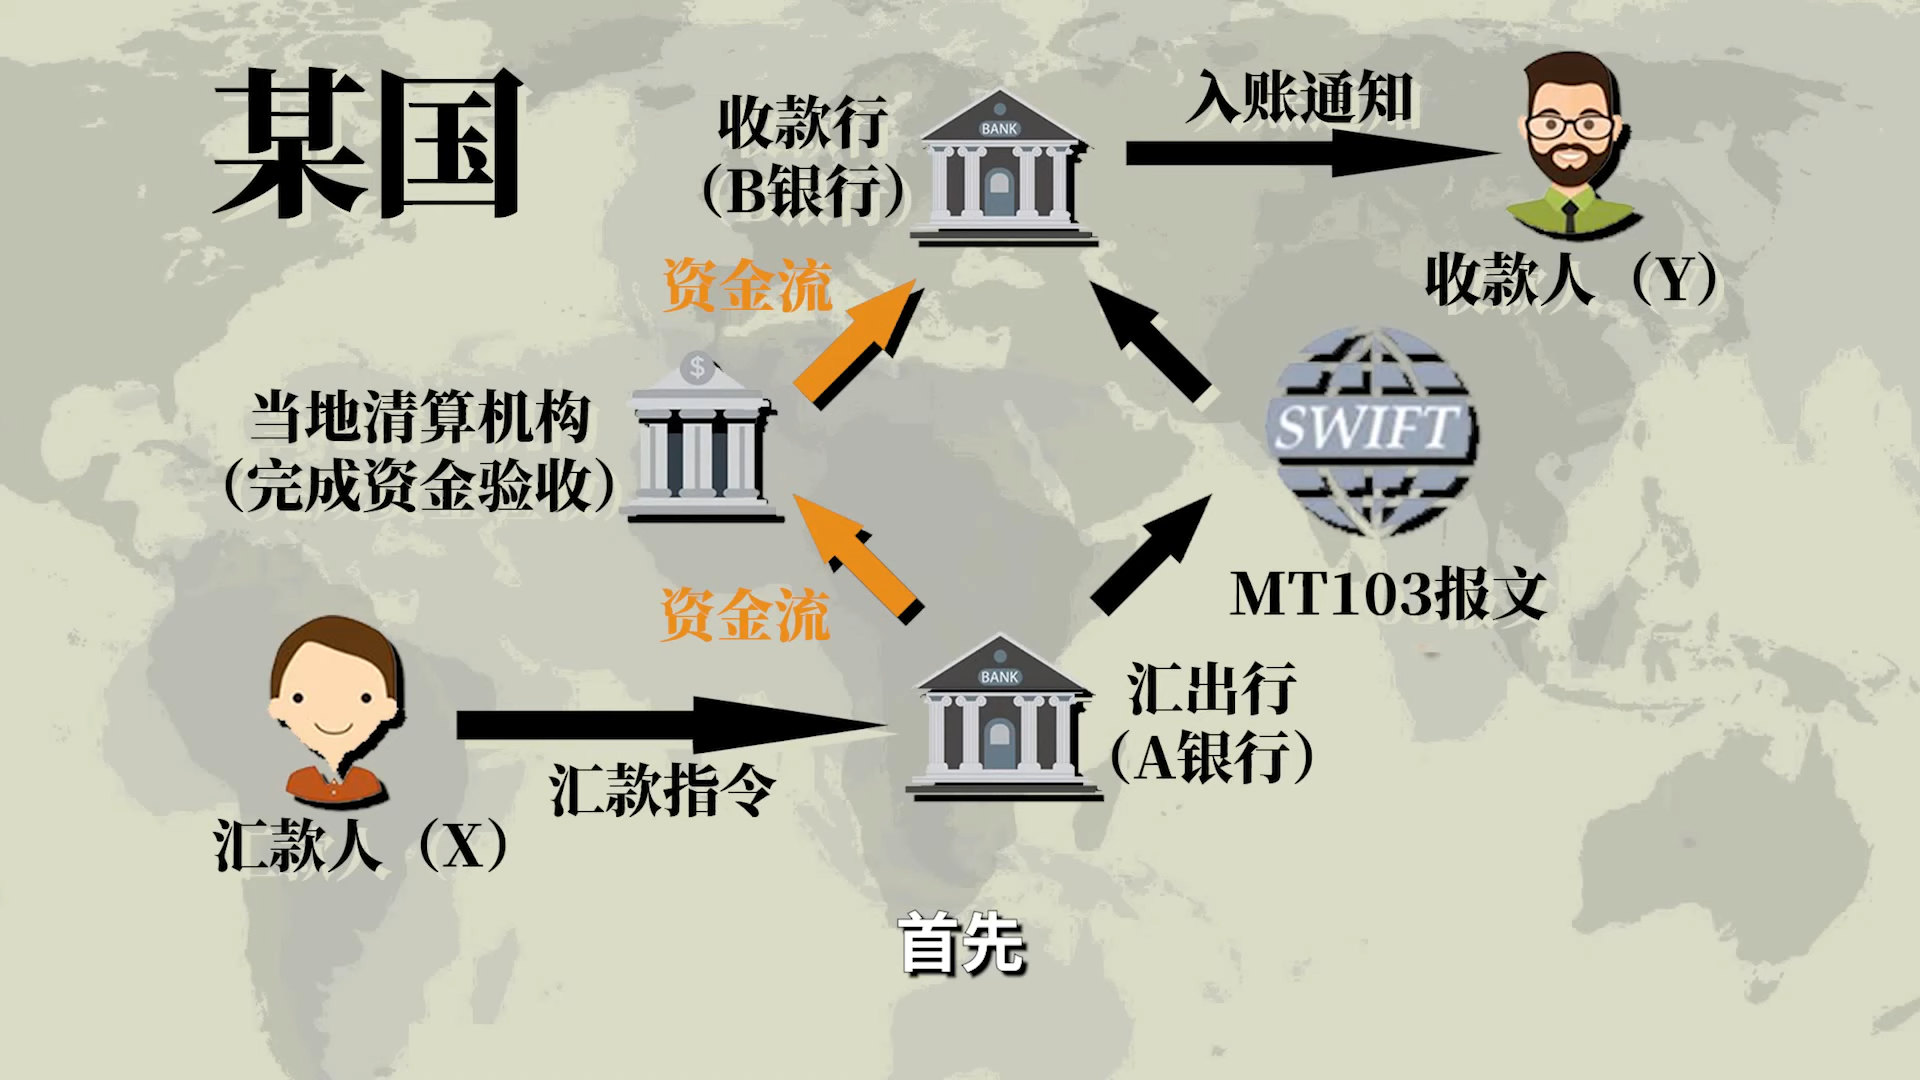 某国
收款行
（B银行）
BANK
入账通知
收款人（Y）
资金流
$
当地清算机构
（完成资金验收）
SWIFT
MT103报文
资金流
BANK
汇出行
（A银行）
汇款指令
汇款人（X）
首先